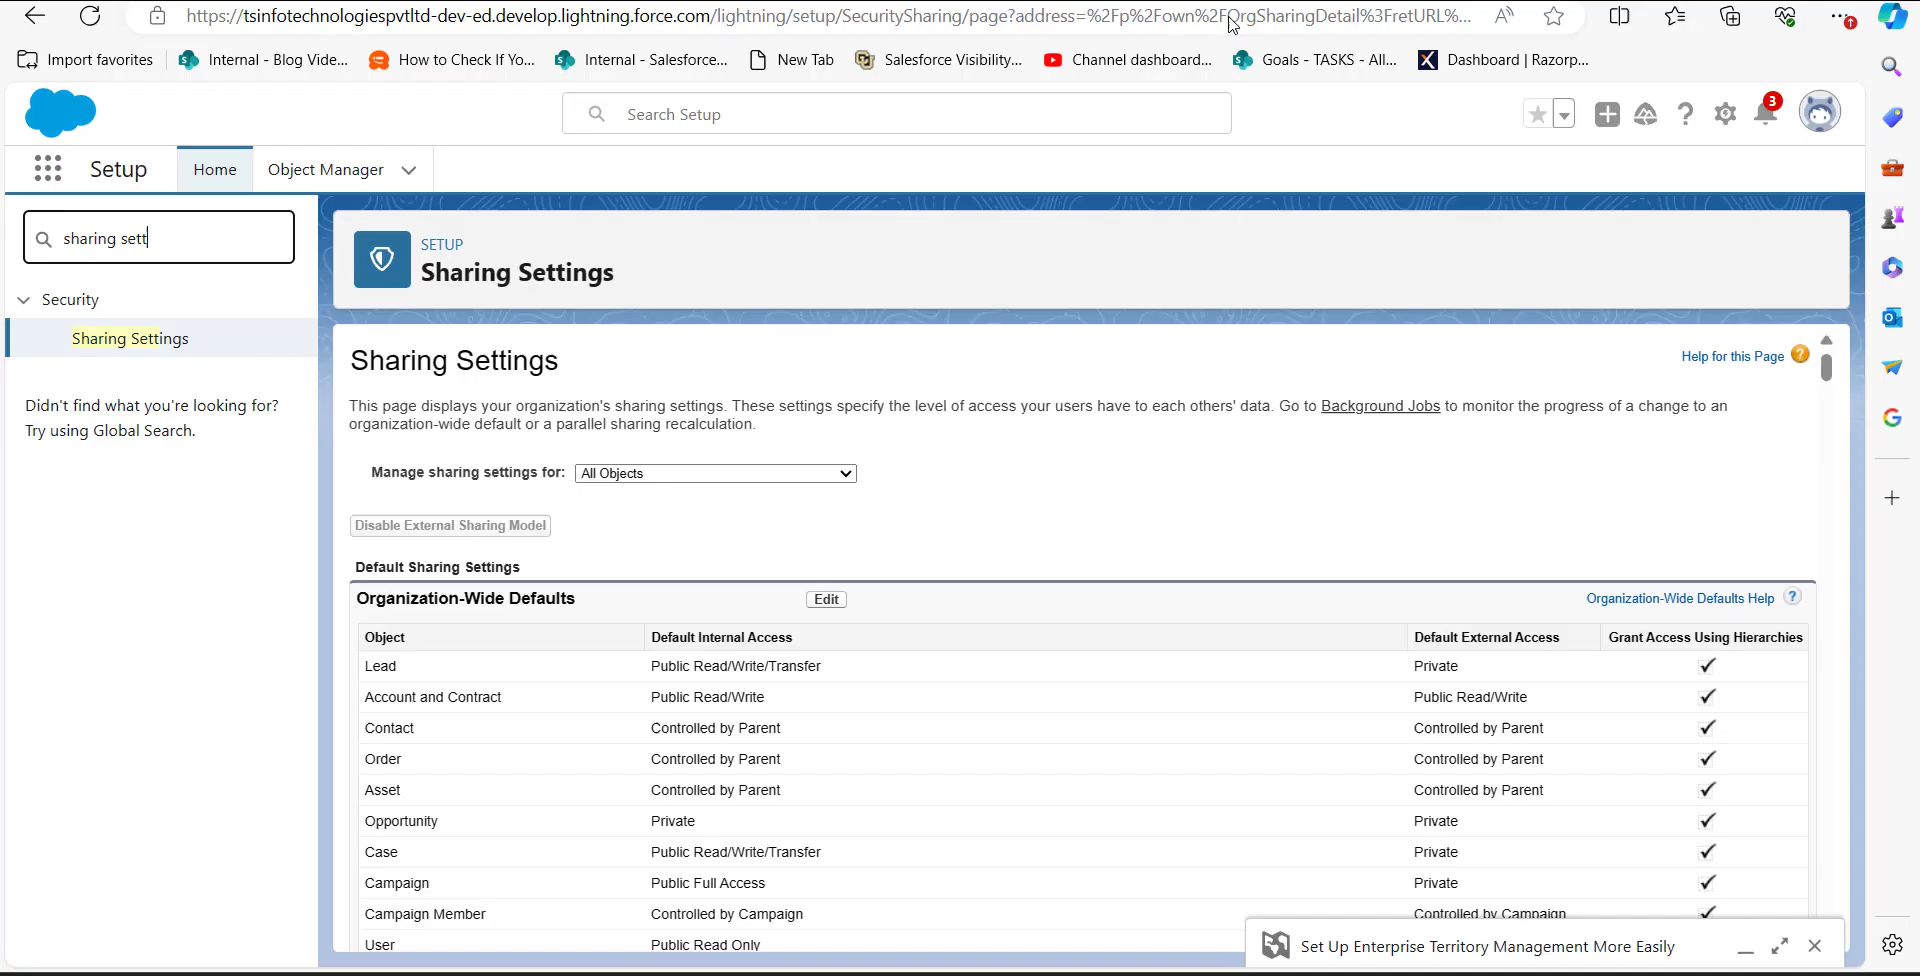 https://tsinfotechnologiespvtltd-dev-ed.develop.lightning.force.com/lightning/setup/SecuritySharing/page?address=%2Fp%2Fown%2FOrgSharingDetail%3FretURL%...
Import favorites
Internal - Blog Vide...
How to Check If Yo...
Internal - Salesforce...
New Tab
Salesforce Visibility...
Channel dashboard...
Goals - TASKS - All...
Dashboard | Razorp...
Search Setup
3
Setup
Home
Object Manager
sharing sett
Security
Sharing Settings
Didn't find what you're looking for?
Try using Global Search.
SETUP
Sharing Settings
Sharing Settings
Help for this Page
This page displays your organization's sharing settings. These settings specify the level of access your users have to each others' data. Go to Background Jobs to monitor the progress of a change to an
organization-wide default or a parallel sharing recalculation.
Manage sharing settings for: All Objects
Disable External Sharing Model
Default Sharing Settings
Organization-Wide Defaults Edit Organization-Wide Defaults Help ?
Object Default Internal Access Default External Access Grant Access Using Hierarchies
Lead Public Read/Write/Transfer Private
Account and Contract Public Read/Write Public Read/Write
Contact Controlled by Parent Controlled by Parent
Order Controlled by Parent Controlled by Parent
Asset Controlled by Parent Controlled by Parent
Opportunity Private Private
Case Public Read/Write/Transfer Private
Campaign Public Full Access Private
Campaign Member Controlled by Campaign Controlled by Campaign
User Public Read Only
Set Up Enterprise Territory Management More Easily